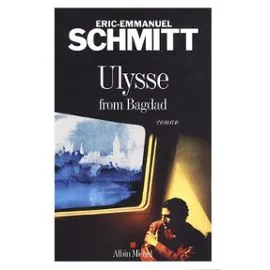 ERIC-EMMANUEL
SCHMITT
Ulysse
from Bagdad
roman
Albin Michel